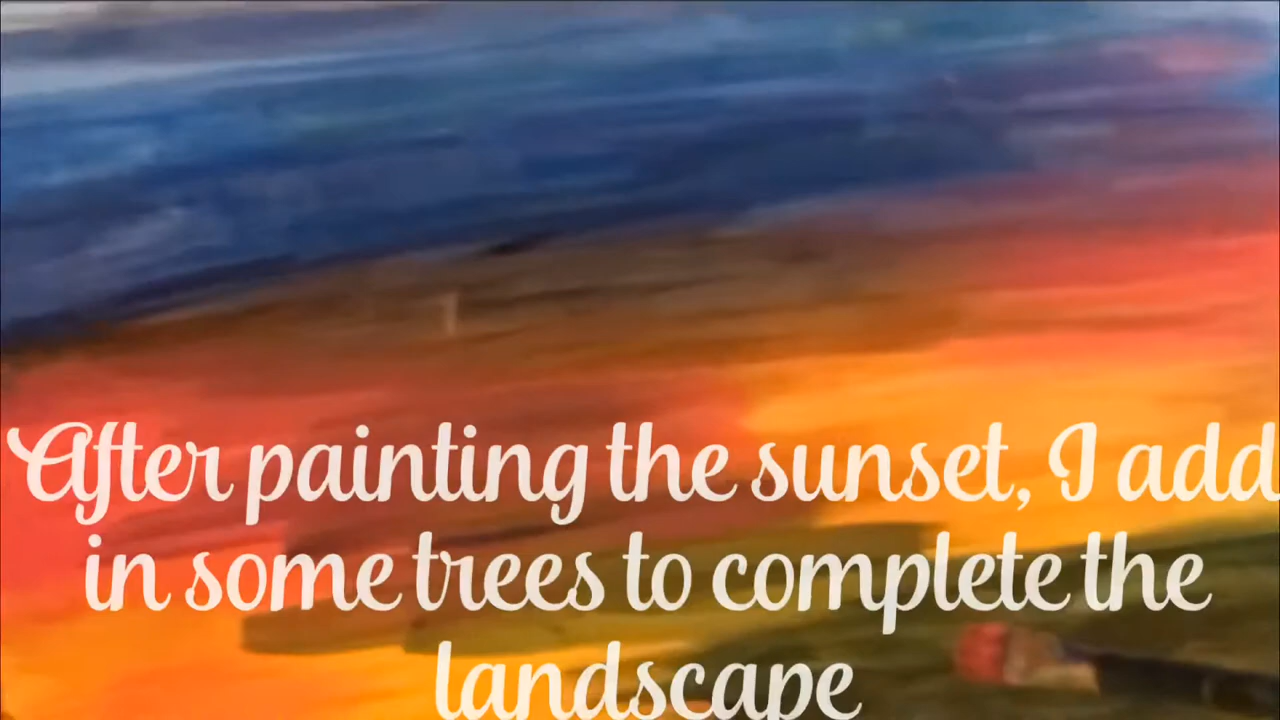 After painting the sunset, I add
in some trees to complete the
landscape